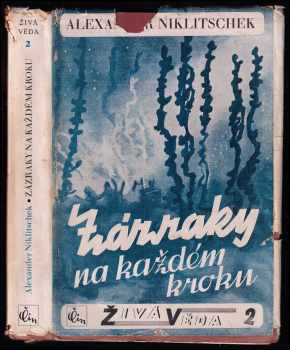 ŽIVÁ
VĚDA
2
Alexander Niklitschek • ZÁZRAKY NA KAŽDÉM KROKU
Čin
ALEXANDER NIKLITSCHEK
Zázraky
na každém
kroku
Čin
ŽIVÁ VĚDA 2